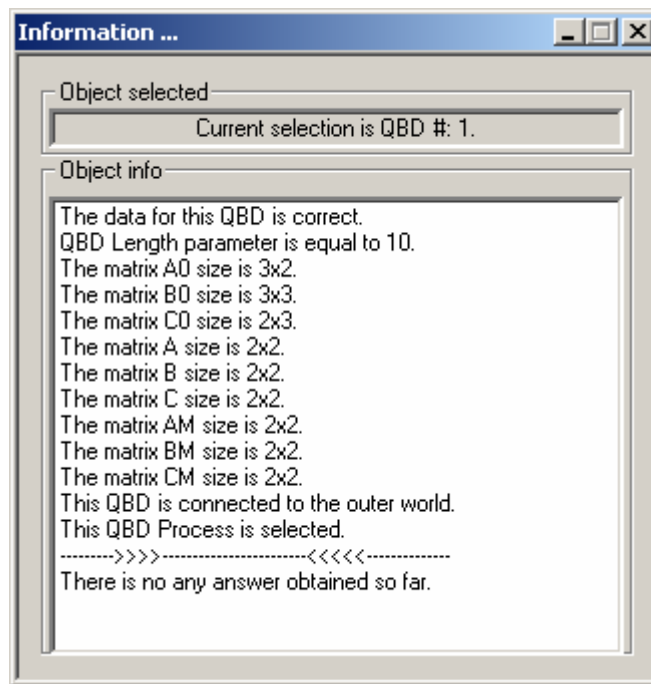 Information ...
Object selected
Current selection is QBD #: 1.
Object info
The data for this QBD is correct.
QBD Length parameter is equal to 10.
The matrix A0 size is 3x2.
The matrix B0 size is 3x3.
The matrix C0 size is 2x3.
The matrix A size is 2x2.
The matrix B size is 2x2.
The matrix C size is 2x2.
The matrix AM size is 2x2.
The matrix BM size is 2x2.
The matrix CM size is 2x2.
This QBD is connected to the outer world.
This QBD Process is selected.
-------->>>>------------------------<<<<<--------------
There is no any answer obtained so far.